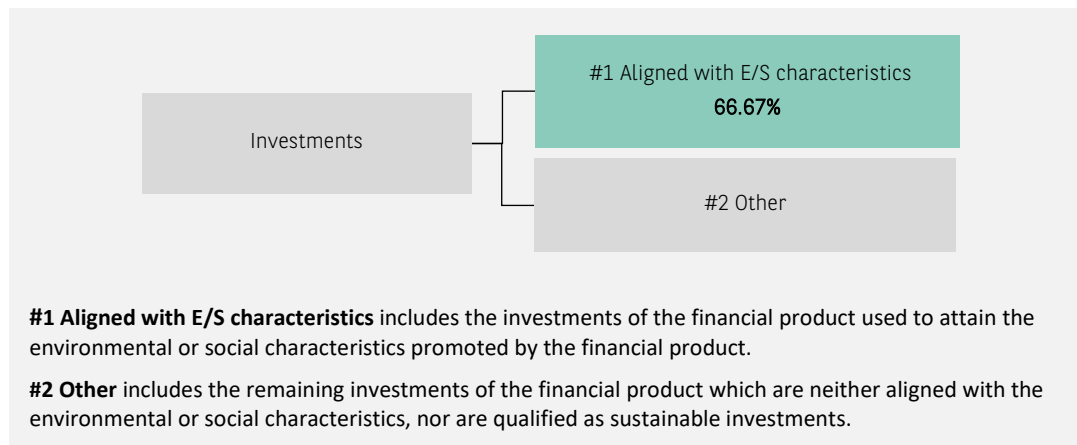 #1 Aligned with E/S characteristics
66.67%
Investments
#2 Other
#1 Aligned with E/S characteristics includes the investments of the financial product used to attain the
environmental or social characteristics promoted by the financial product.
#2 Other includes the remaining investments of the financial product which are neither aligned with the
environmental or social characteristics, nor are qualified as sustainable investments.